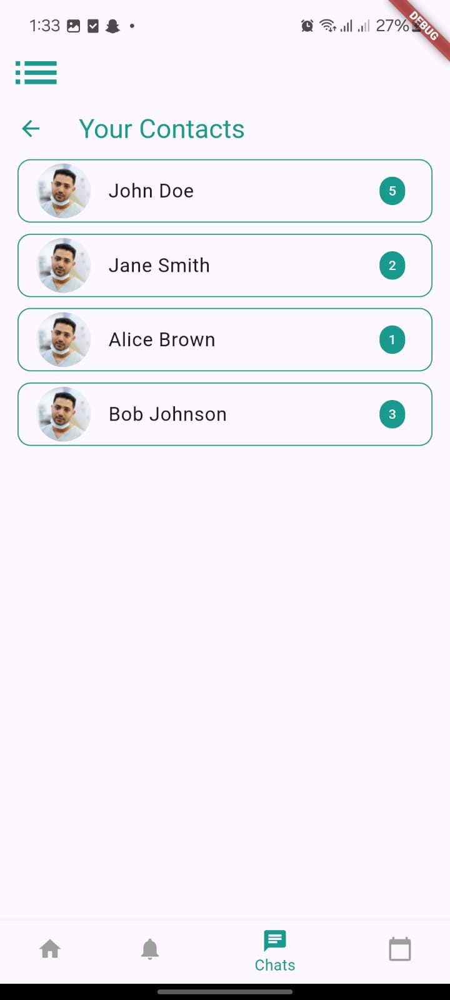 1:33
27%
DEBUG
Your Contacts
John Doe
5
Jane Smith
2
Alice Brown
1
Bob Johnson
3
Chats